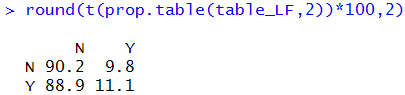 > round(t(prop.table(table_LF,2))*100,2)
N Y
N 90.2 9.8
Y 88.9 11.1